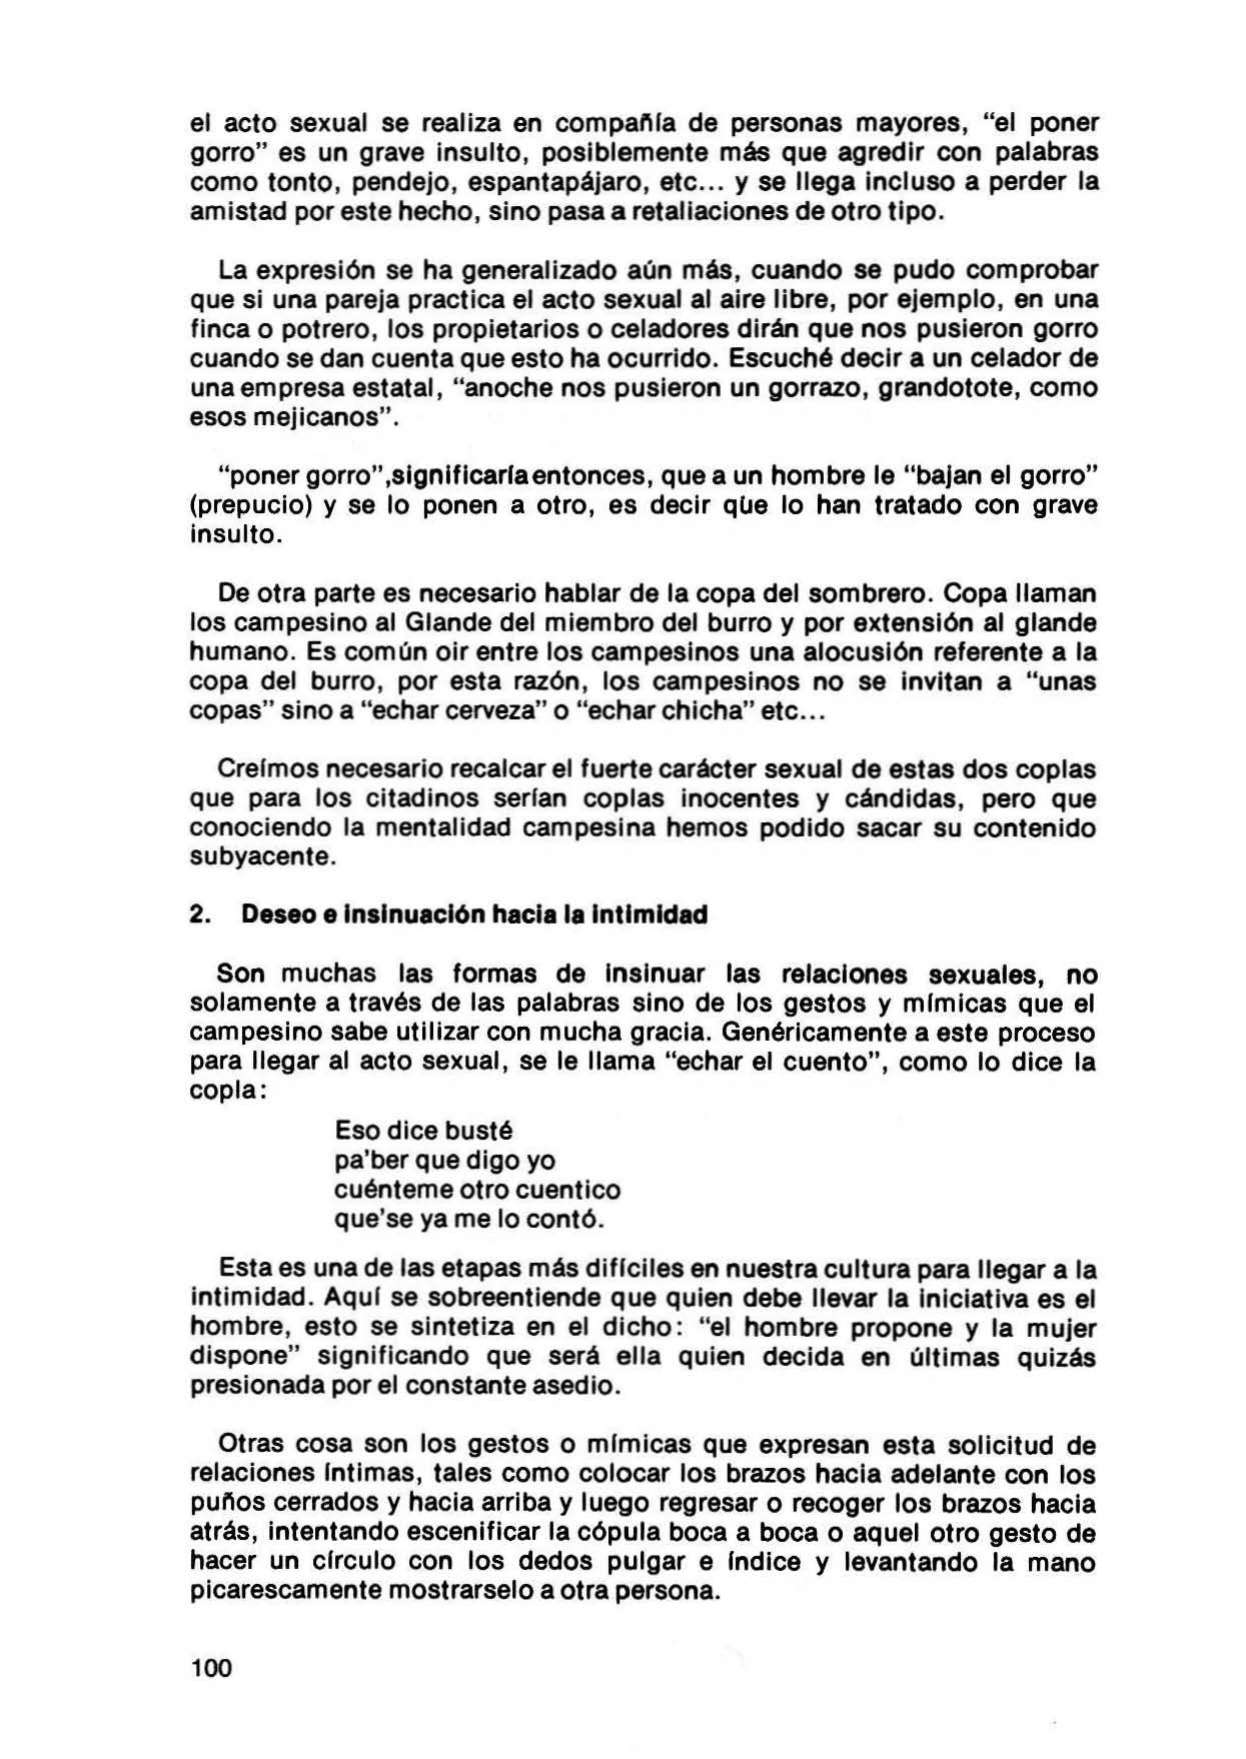 el acto sexual se realiza en compañía de personas mayores, “el poner
gorro” es un grave insulto, posiblemente más que agredir con palabras
como tonto, pendejo, espantapájaro, etc... y se llega incluso a perder la
amistad por este hecho, sino pasa a retaliaciones de otro tipo.
La expresión se ha generalizado aún más, cuando se pudo comprobar
que si una pareja practica el acto sexual al aire libre, por ejemplo, en una
finca o potrero, los propietarios o celadores dirán que nos pusieron gorro
cuando se dan cuenta que esto ha ocurrido. Escuché decir a un celador de
una empresa estatal, “anoche nos pusieron un gorrazo, grandotote, como
esos mejicanos”.
“poner gorro”,significaría entonces, que a un hombre le “bajan el gorro”
(prepucio) y se lo ponen a otro, es decir que lo han tratado con grave
insulto.
De otra parte es necesario hablar de la copa del sombrero. Copa llaman
los campesino al Glande del miembro del burro y por extensión al glande
humano. Es común oir entre los campesinos una alocusión referente a la
copa del burro, por esta razón, los campesinos no se invitan a “unas
copas” sino a “echar cerveza” o “echar chicha” etc...
Creímos necesario recalcar el fuerte carácter sexual de estas dos coplas
que para los citadinos serían coplas inocentes y cándidas, pero que
conociendo la mentalidad campesina hemos podido sacar su contenido
subyacente.
2. Deseo e insinuación hacia la intimidad
Son muchas las formas de insinuar las relaciones sexuales, no
solamente a través de las palabras sino de los gestos y mímicas que el
campesino sabe utilizar con mucha gracia. Genéricamente a este proceso
para llegar al acto sexual, se le llama “echar el cuento”, como lo dice la
copla:
Eso dice busté
pa'ber que digo yo
cuénteme otro cuentico
que'se ya me lo contó.
Esta es una de las etapas más difíciles en nuestra cultura para llegar a la
intimidad. Aquí se sobreentiende que quien debe llevar la iniciativa es el
hombre, esto se sintetiza en el dicho: “el hombre propone y la mujer
dispone” significando que será ella quien decida en últimas quizás
presionada por el constante asedio.
Otras cosa son los gestos o mímicas que expresan esta solicitud de
relaciones íntimas, tales como colocar los brazos hacia adelante con los
puños cerrados y hacia arriba y luego regresar o recoger los brazos hacia
atrás, intentando escenificar la cópula boca a boca o aquel otro gesto de
hacer un círculo con los dedos pulgar e índice y levantando la mano
picarescamente mostrarselo a otra persona.
100